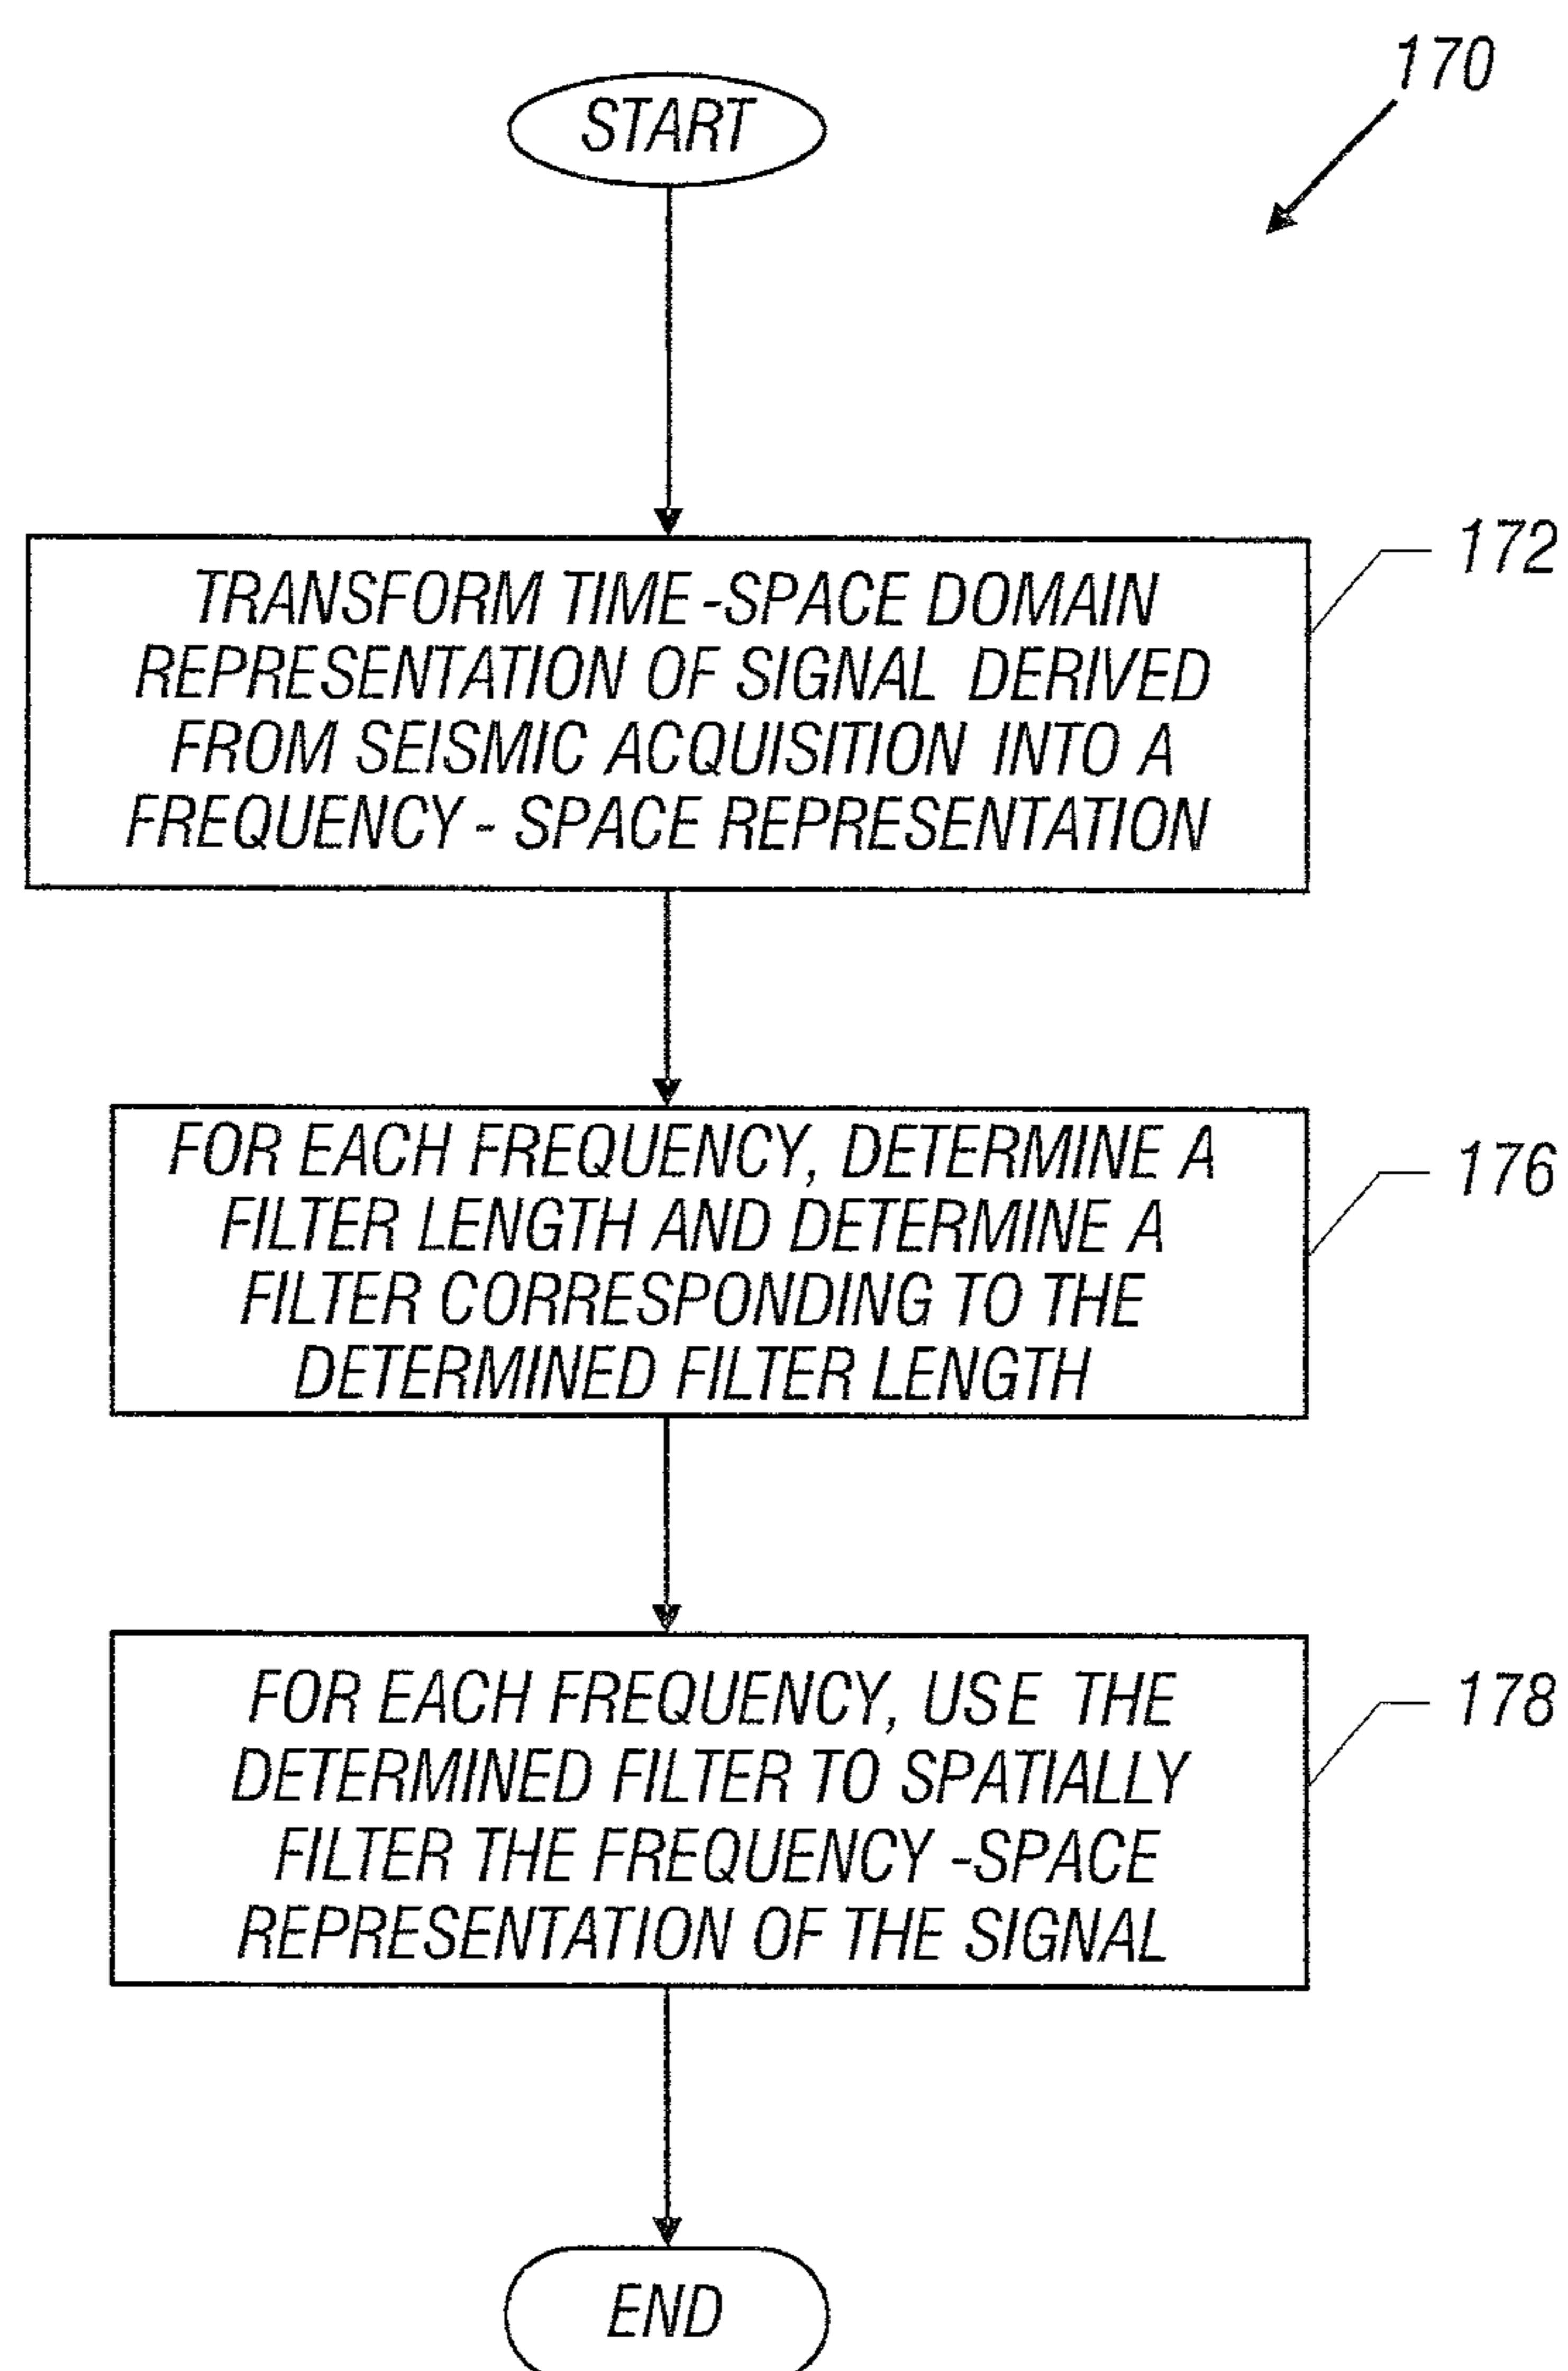 170
START
TRANSFORM TIME-SPACE DOMAIN
REPRESENTATION OF SIGNAL DERIVED
FROM SEISMIC ACQUISITION INTO A
FREQUENCY- SPACE REPRESENTATION
172
FOR EACH FREQUENCY, DETERMINE A
FILTER LENGTH AND DETERMINE A
FILTER CORRESPONDING TO THE
DETERMINED FILTER LENGTH
176
FOR EACH FREQUENCY, USE THE
DETERMINED FILTER TO SPATIALLY
FILTER THE FREQUENCY-SPACE
REPRESENTATION OF THE SIGNAL
178
END